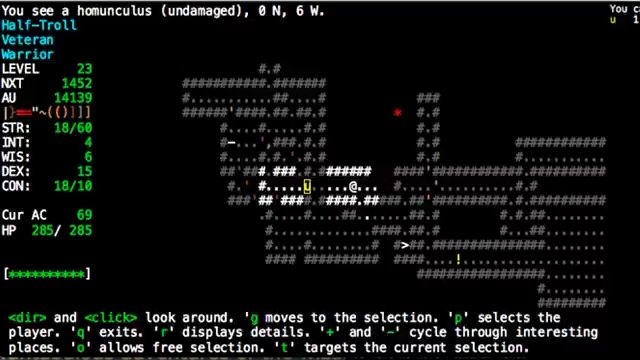 You see a homunculus (undamaged), 0 N, 6 W.
You ca
Half-Troll
u 1
Veteran
Warrior
LEVEL 23
NXT 1452
AU 14139
STR: 18/60
INT: 4
WIS: 6
DEX: 15
CON: 18/10
Cur AC 69
HP 285/ 285
[**********]
<dir> and <click> look around. 'g moves to the selection. 'p' selects the
player. 'q' exits. 'r' displays details. '+' and '-' cycle through interesting
places. 'o' allows free selection. 't' targets the current selection.